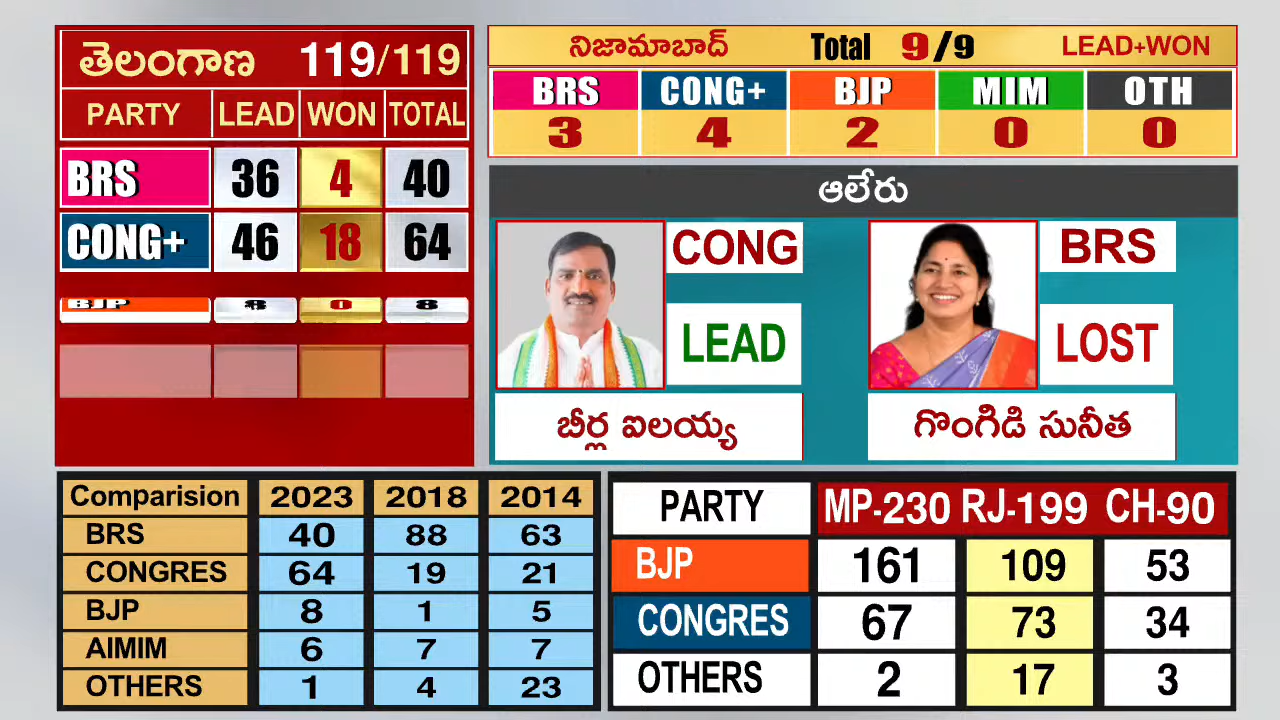 తెలంగాణ 119/119
PARTY LEAD WON TOTAL
BRS 36 4 40
CONG+ 46 18 64
BJP 8 0 8
నిజామాబాద్ Total 9/9 LEAD+WON
BRS CONG+ BJP MIM OTH
3 4 2 0 0
ఆలేరు
CONG BRS
LEAD LOST
బీర్ల ఐలయ్య గొంగిడి సునీత
Comparision 2023 2018 2014
BRS 40 88 63
CONGRES 64 19 21
BJP 8 1 5
AIMIM 6 7 7
OTHERS 1 4 23
PARTY MP-230 RJ-199 CH-90
BJP 161 109 53
CONGRES 67 73 34
OTHERS 2 17 3